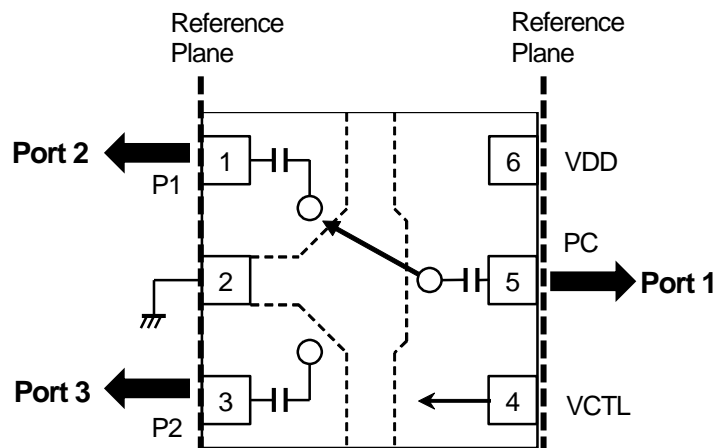 Reference
Plane
Reference
Plane
Port 2
1
6
VDD
P1
PC
2
5
Port 1
Port 3
3
4
VCTL
P2